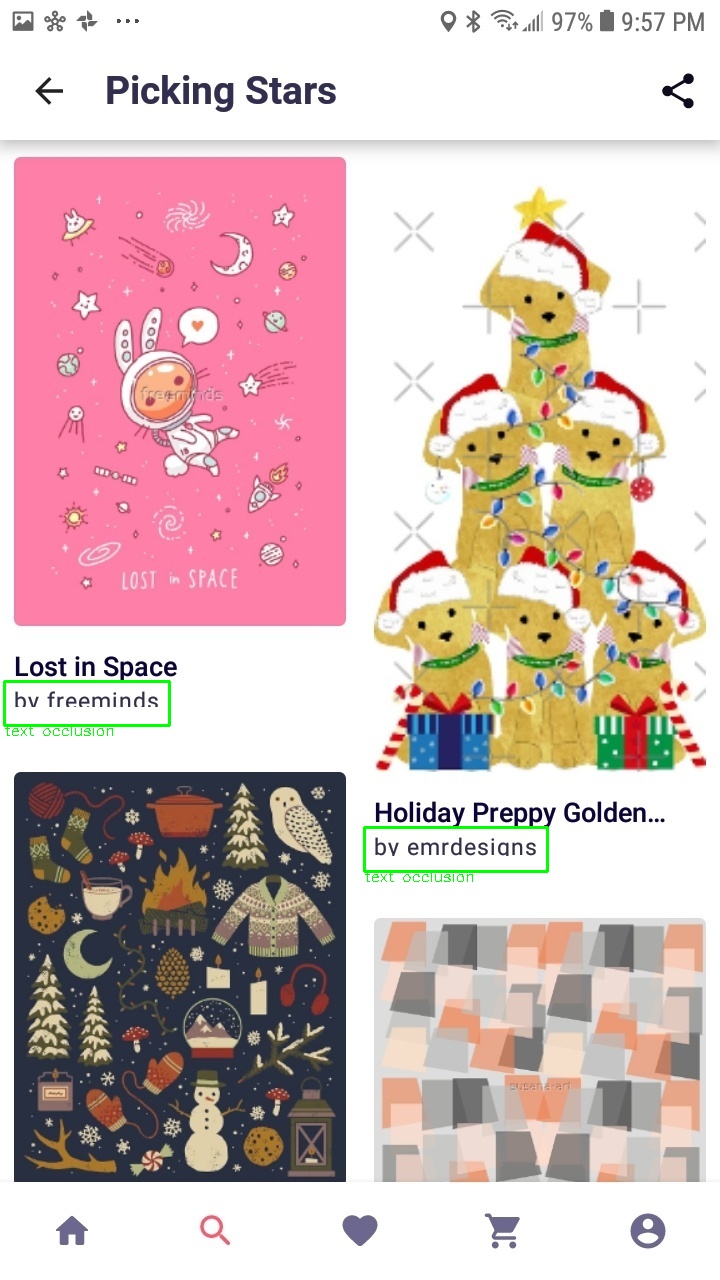 97% 9:57 PM
Picking Stars
freeminds
LOST in SPACE
Lost in Space
by freeminds
text occlusion
Holiday Preppy Golden...
by emrdesigns
text occlusion
susana-art